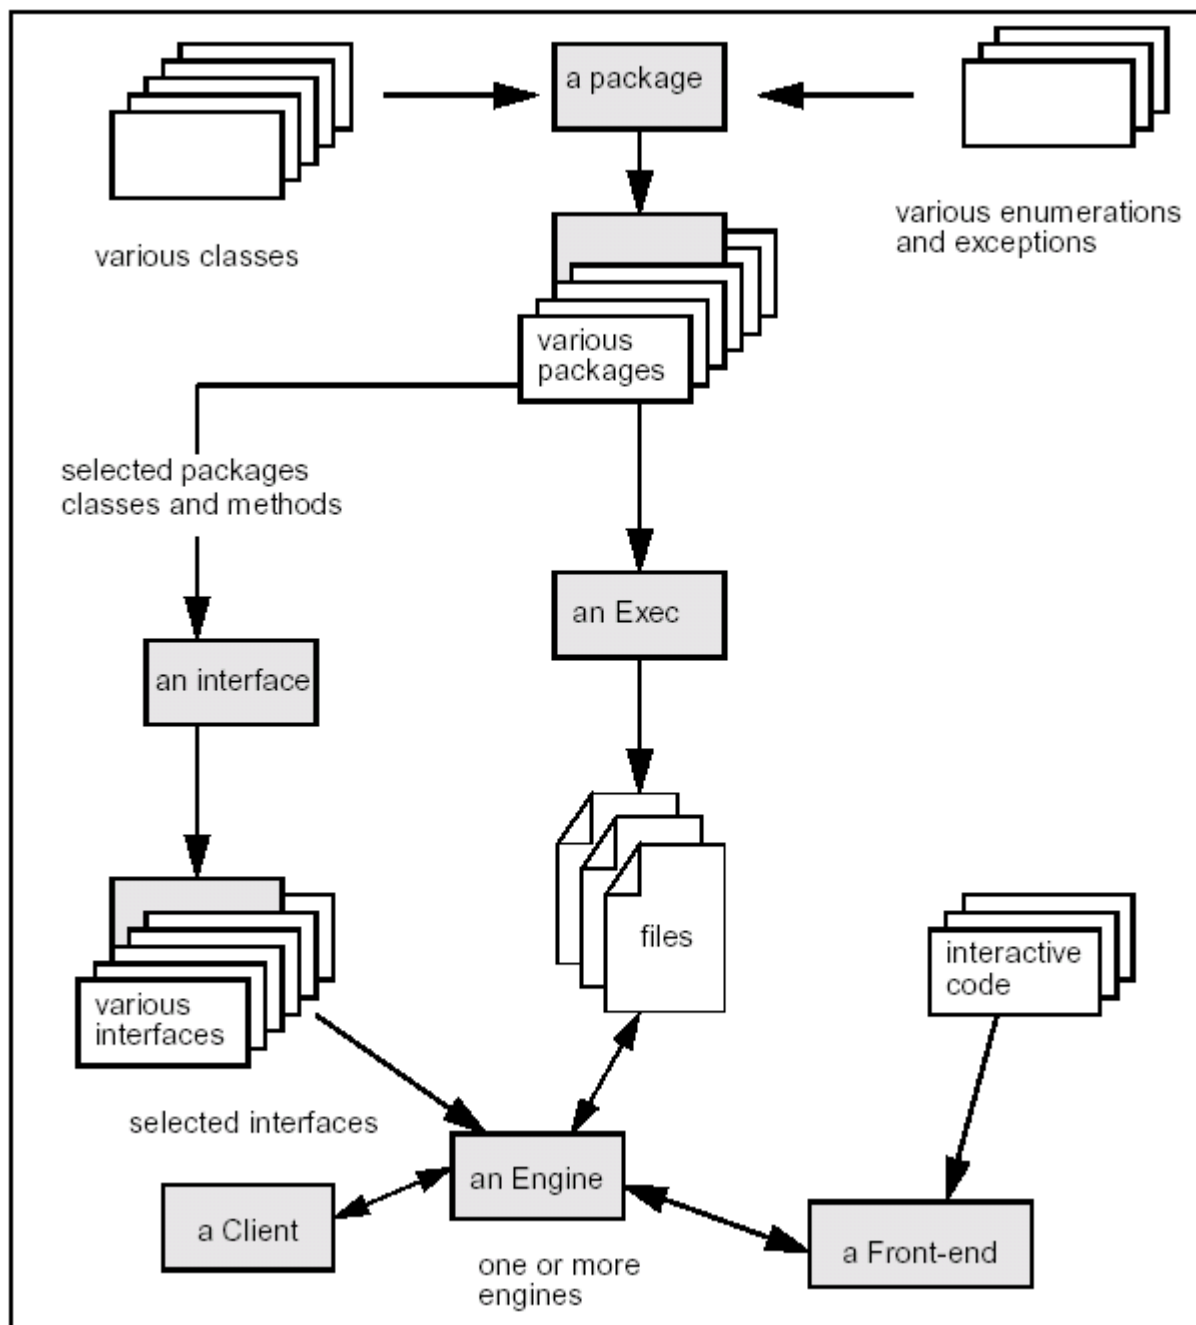 a package
various classes
various enumerations
and exceptions
various
packages
selected packages
classes and methods
an Exec
an interface
files
interactive
code
various
interfaces
selected interfaces
an Engine
a Client
a Front-end
one or more
engines